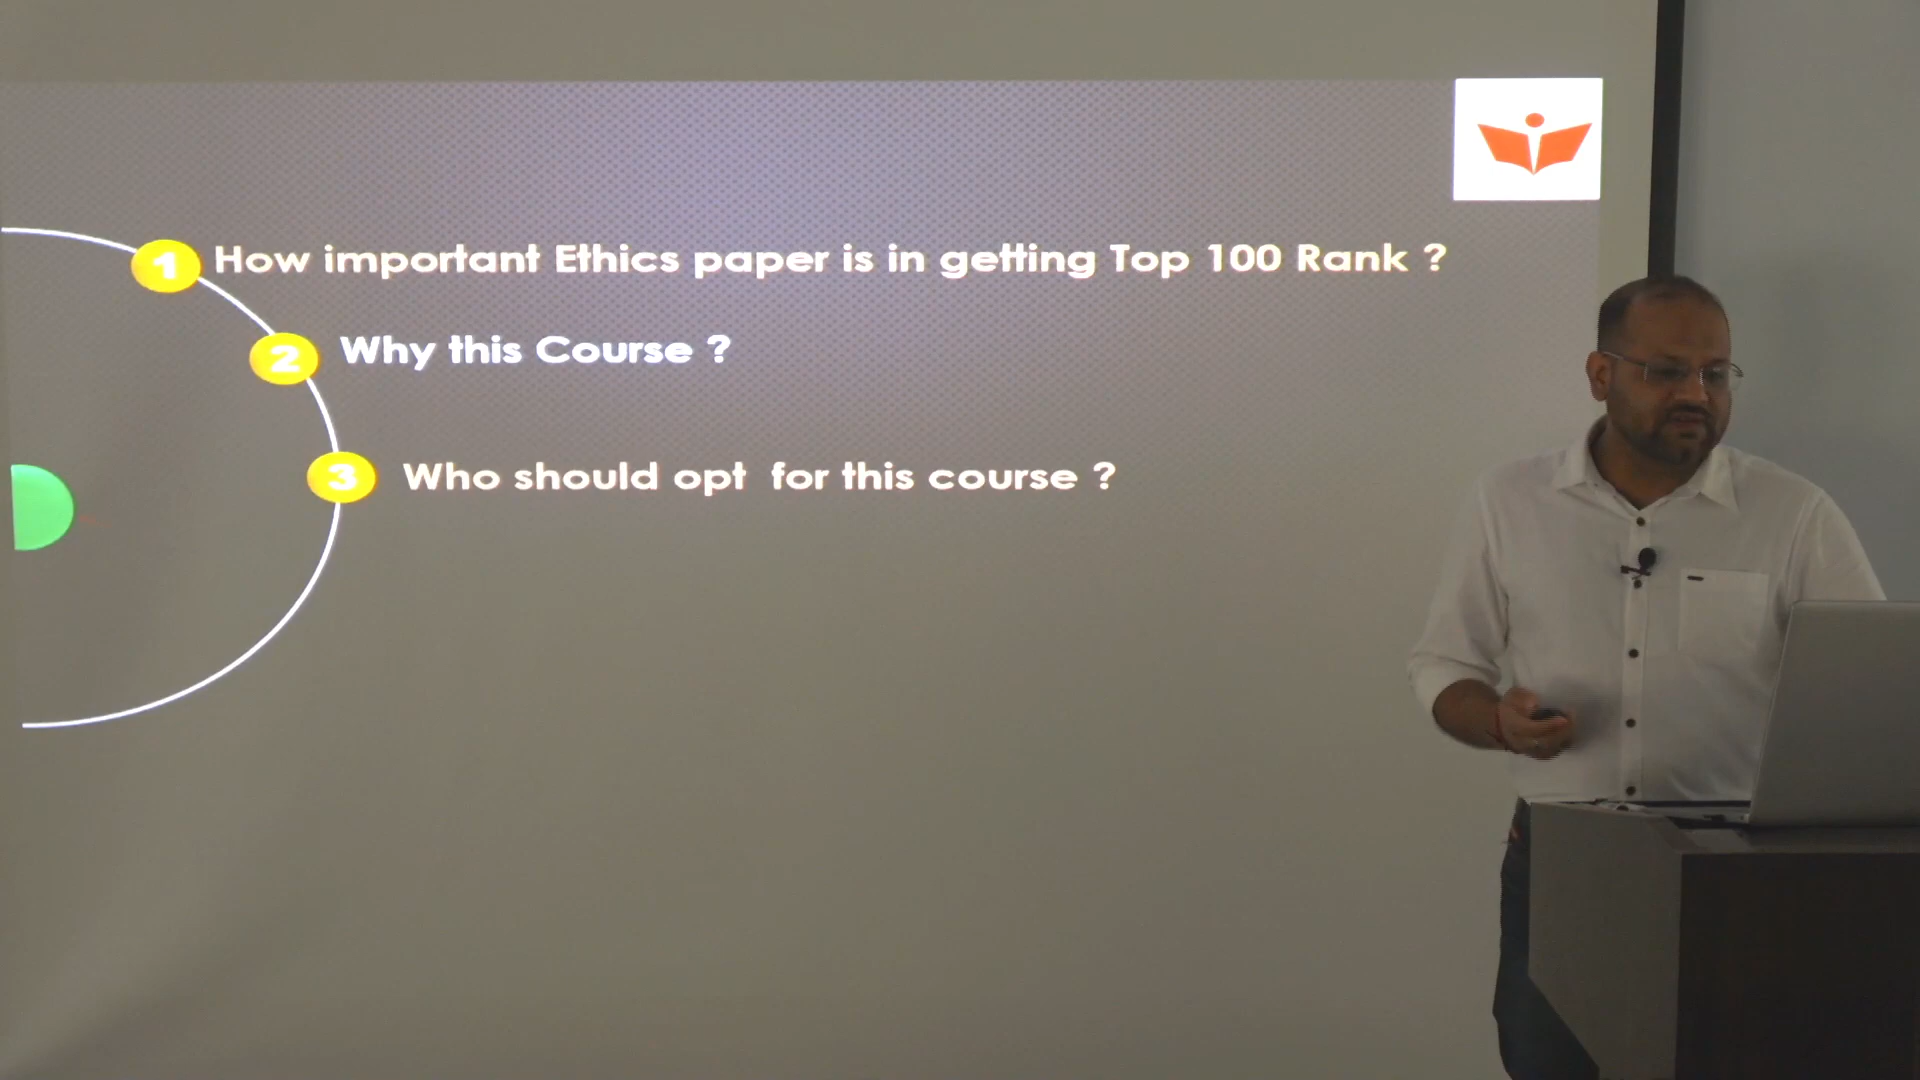 1 How important Ethics paper is in getting Top 100 Rank ?
2 Why this Course ?
3 Who should opt for this course ?